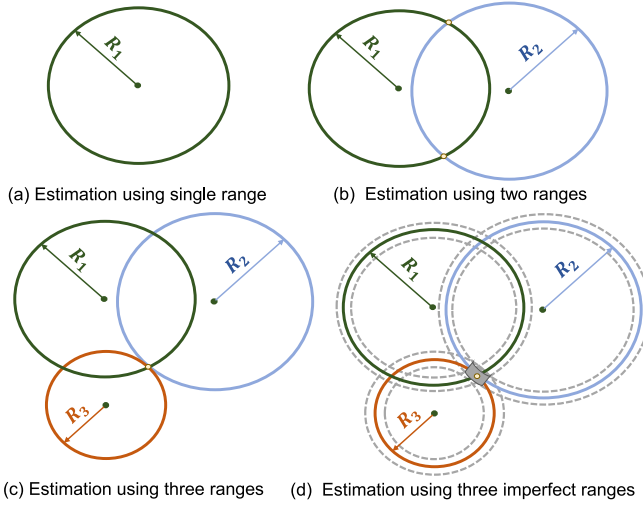 R1
R1
R2
(a) Estimation using single range
(b) Estimation using two ranges
R1
R2
R3
R1
R2
R3
(c) Estimation using three ranges
(d) Estimation using three imperfect ranges